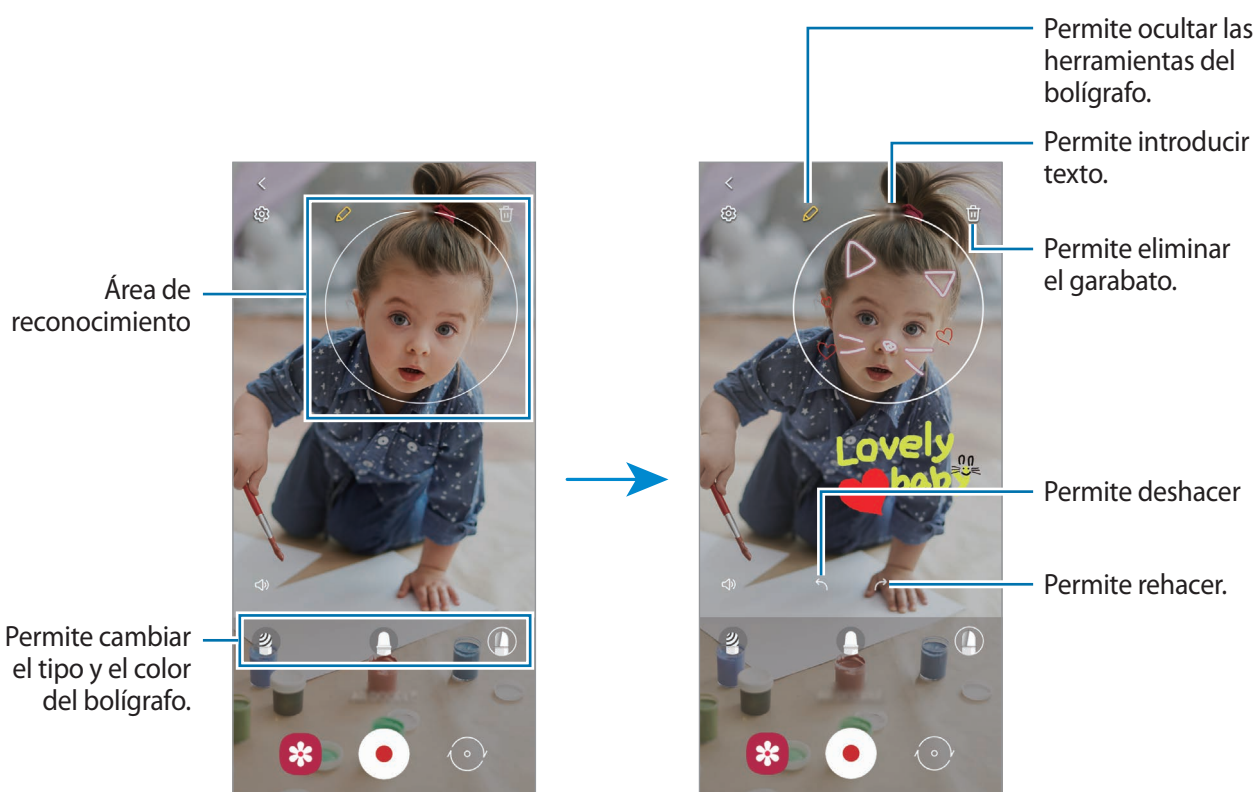 Permite ocultar las
herramientas del
bolígrafo.
Permite introducir
texto.
Permite eliminar
el garabato.
Área de
reconocimiento
Lovely
baby
Permite deshacer
Permite rehacer.
Permite cambiar
el tipo y el color
del bolígrafo.